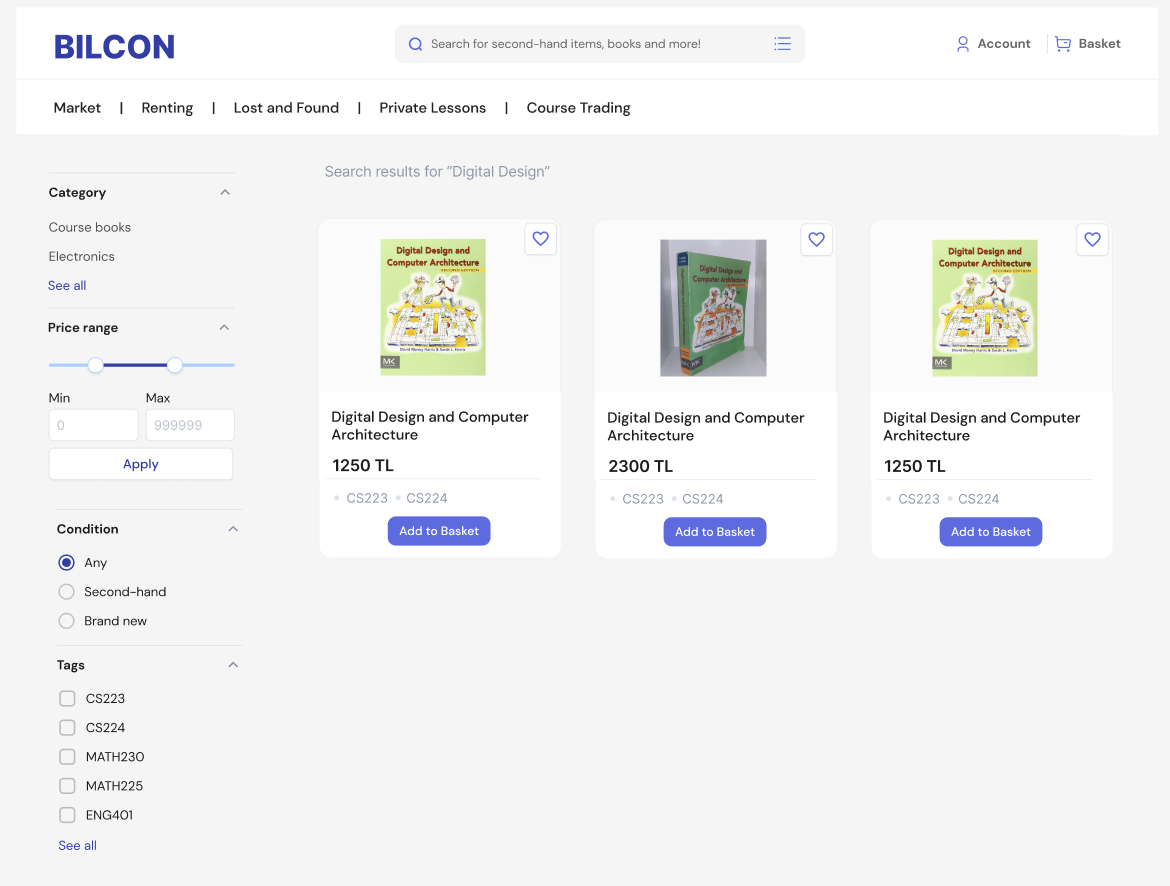 BILCON
Search for second-hand items, books and more!
Account
Basket
Market | Renting | Lost and Found | Private Lessons | Course Trading
Search results for “Digital Design”
Category
Course books
Electronics
See all
Price range
Min
Max
0
999999
Apply
Condition
Any
Second-hand
Brand new
Tags
CS223
CS224
MATH230
MATH225
ENG401
See all
Digital Design and
Computer Architecture
SECOND EDITION
David Money Harris & Sarah L. Harris
MK
Digital Design and Computer
Architecture
1250 TL
CS223
CS224
Add to Basket
Digital Design and
Computer Architecture
MK
MK
Digital Design and Computer
Architecture
2300 TL
CS223
CS224
Add to Basket
Digital Design and
Computer Architecture
SECOND EDITION
David Money Harris & Sarah L. Harris
MK
Digital Design and Computer
Architecture
1250 TL
CS223
CS224
Add to Basket